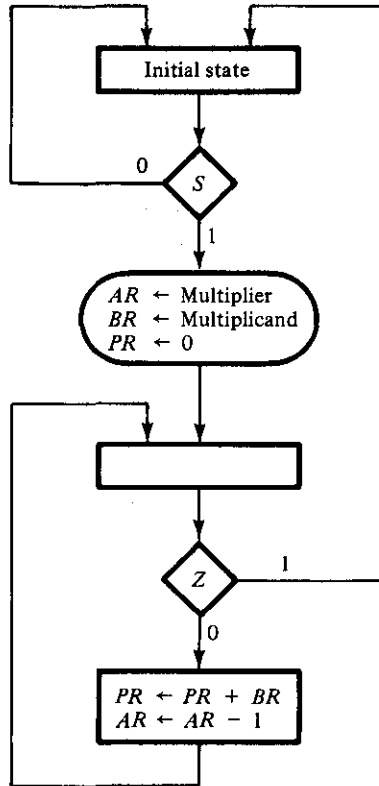 Initial state
0
S
1
AR ← Multiplier
BR ← Multiplicand
PR ← 0
Z
1
0
PR ← PR + BR
AR ← AR − 1